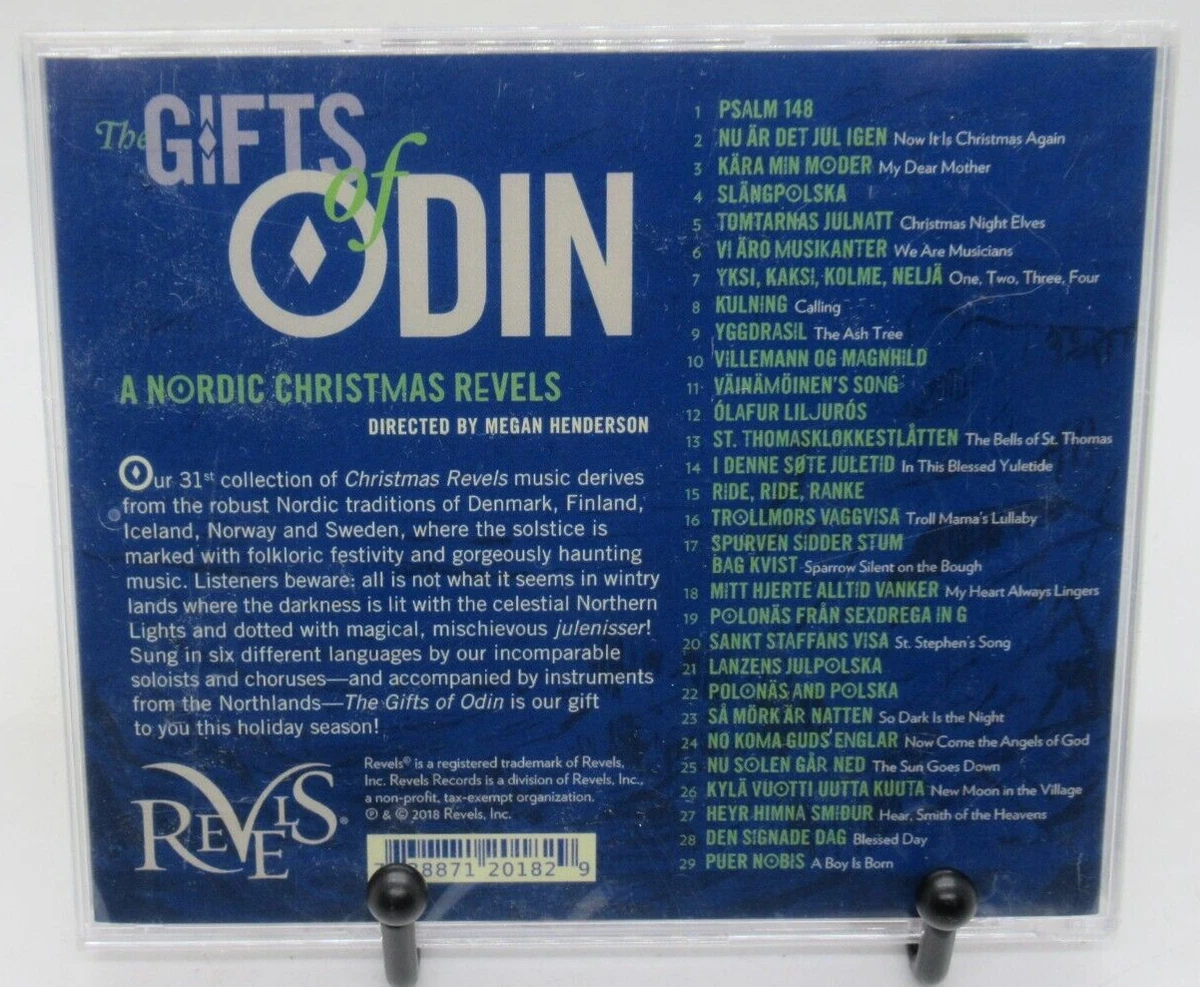 The GIFTS
of
ODIN
A NORDIC CHRISTMAS REVELS
DIRECTED BY MEGAN HENDERSON
Our 31st collection of Christmas Revels music derives
from the robust Nordic traditions of Denmark, Finland,
Iceland, Norway and Sweden, where the solstice is
marked with folkloric festivity and gorgeously haunting
music. Listeners beware: all is not what it seems in wintry
lands where the darkness is lit with the celestial Northern
Lights and dotted with magical, mischievous julenisser!
Sung in six different languages by our incomparable
soloists and choruses—and accompanied by instruments
from the Northlands—The Gifts of Odin is our gift
to you this holiday season!
REVELS®
Revels® is a registered trademark of Revels,
Inc. Revels Records is a division of Revels, Inc.,
a non-profit, tax-exempt organization.
℗ & © 2018 Revels, Inc.
88871 20182 9
1 PSALM 148
2 NU ÄR DET JUL IGEN Now It Is Christmas Again
3 KÄRA MIN MODER My Dear Mother
4 SLÄNGPOLSKA
5 TOMTARNAS JULNATT Christmas Night Elves
6 VI ÄRO MUSIKANTER We Are Musicians
7 YKSI, KAKSI, KOLME, NELJÄ One, Two, Three, Four
8 KULNING Calling
9 YGGDRASIL The Ash Tree
10 VILLEMANN OG MAGNHILD
11 VÄINÄMÖINEN'S SONG
12 ÓLAFUR LILJURÓS
13 ST. THOMASKLOKKESTLÅTTEN The Bells of St. Thomas
14 I DENNE SØTE JULETID In This Blessed Yuletide
15 RIDE, RIDE, RANKE
16 TROLLMORS VAGGVISA Troll Mama's Lullaby
17 SPURVEN SIDDER STUM
BAG KVIST Sparrow Silent on the Bough
18 MITT HJERTE ALLTID VANKER My Heart Always Lingers
19 POLONÄS FRÅN SEXDREGA IN G
20 SANKT STAFFANS VISA St. Stephen's Song
21 LANZENS JULPOLSKA
22 POLONÄS AND POLSKA
23 SÅ MÖRK ÄR NATTEN So Dark Is the Night
24 NO KOMA GUDS ENGLAR Now Come the Angels of God
25 NU SOLEN GÅR NED The Sun Goes Down
26 KYLÄ VUOTTI UUTTA KUUTA New Moon in the Village
27 HEYR HIMNA SMIÐUR Hear, Smith of the Heavens
28 DEN SIGNADE DAG Blessed Day
29 PUER NOBIS A Boy Is Born